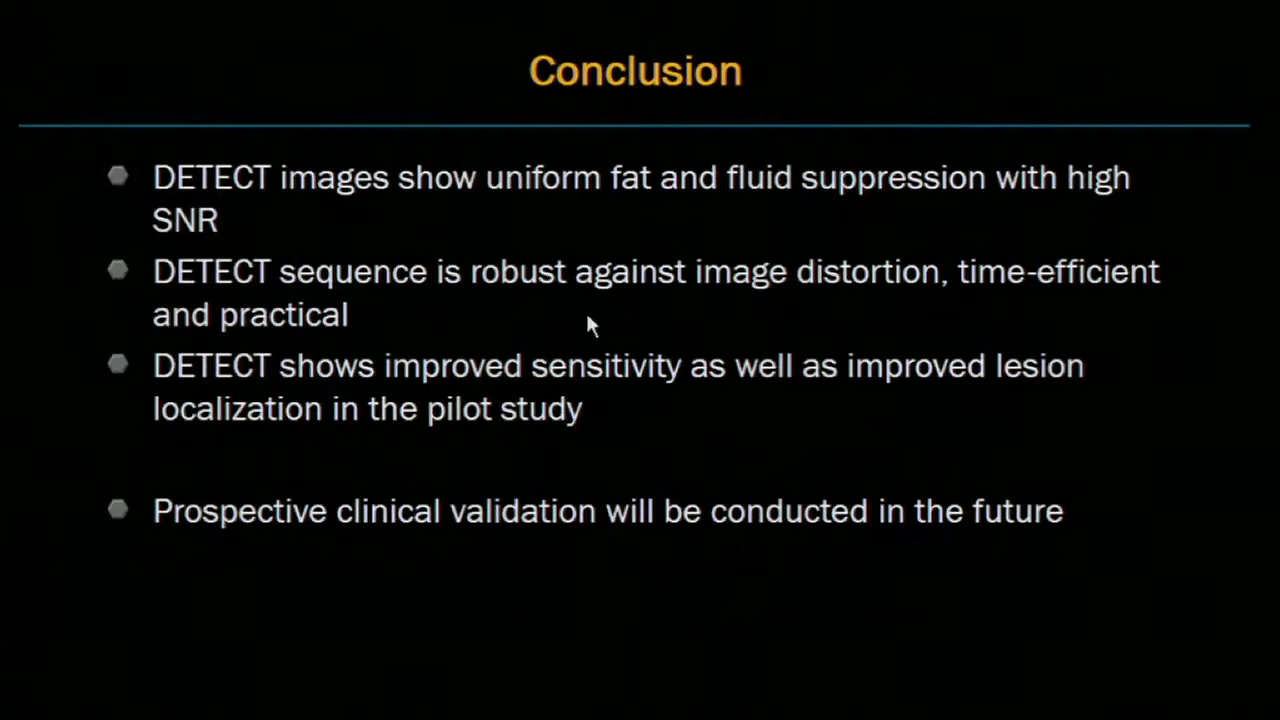 Conclusion
DETECT images show uniform fat and fluid suppression with high
SNR
DETECT sequence is robust against image distortion, time-efficient
and practical
DETECT shows improved sensitivity as well as improved lesion
localization in the pilot study
Prospective clinical validation will be conducted in the future